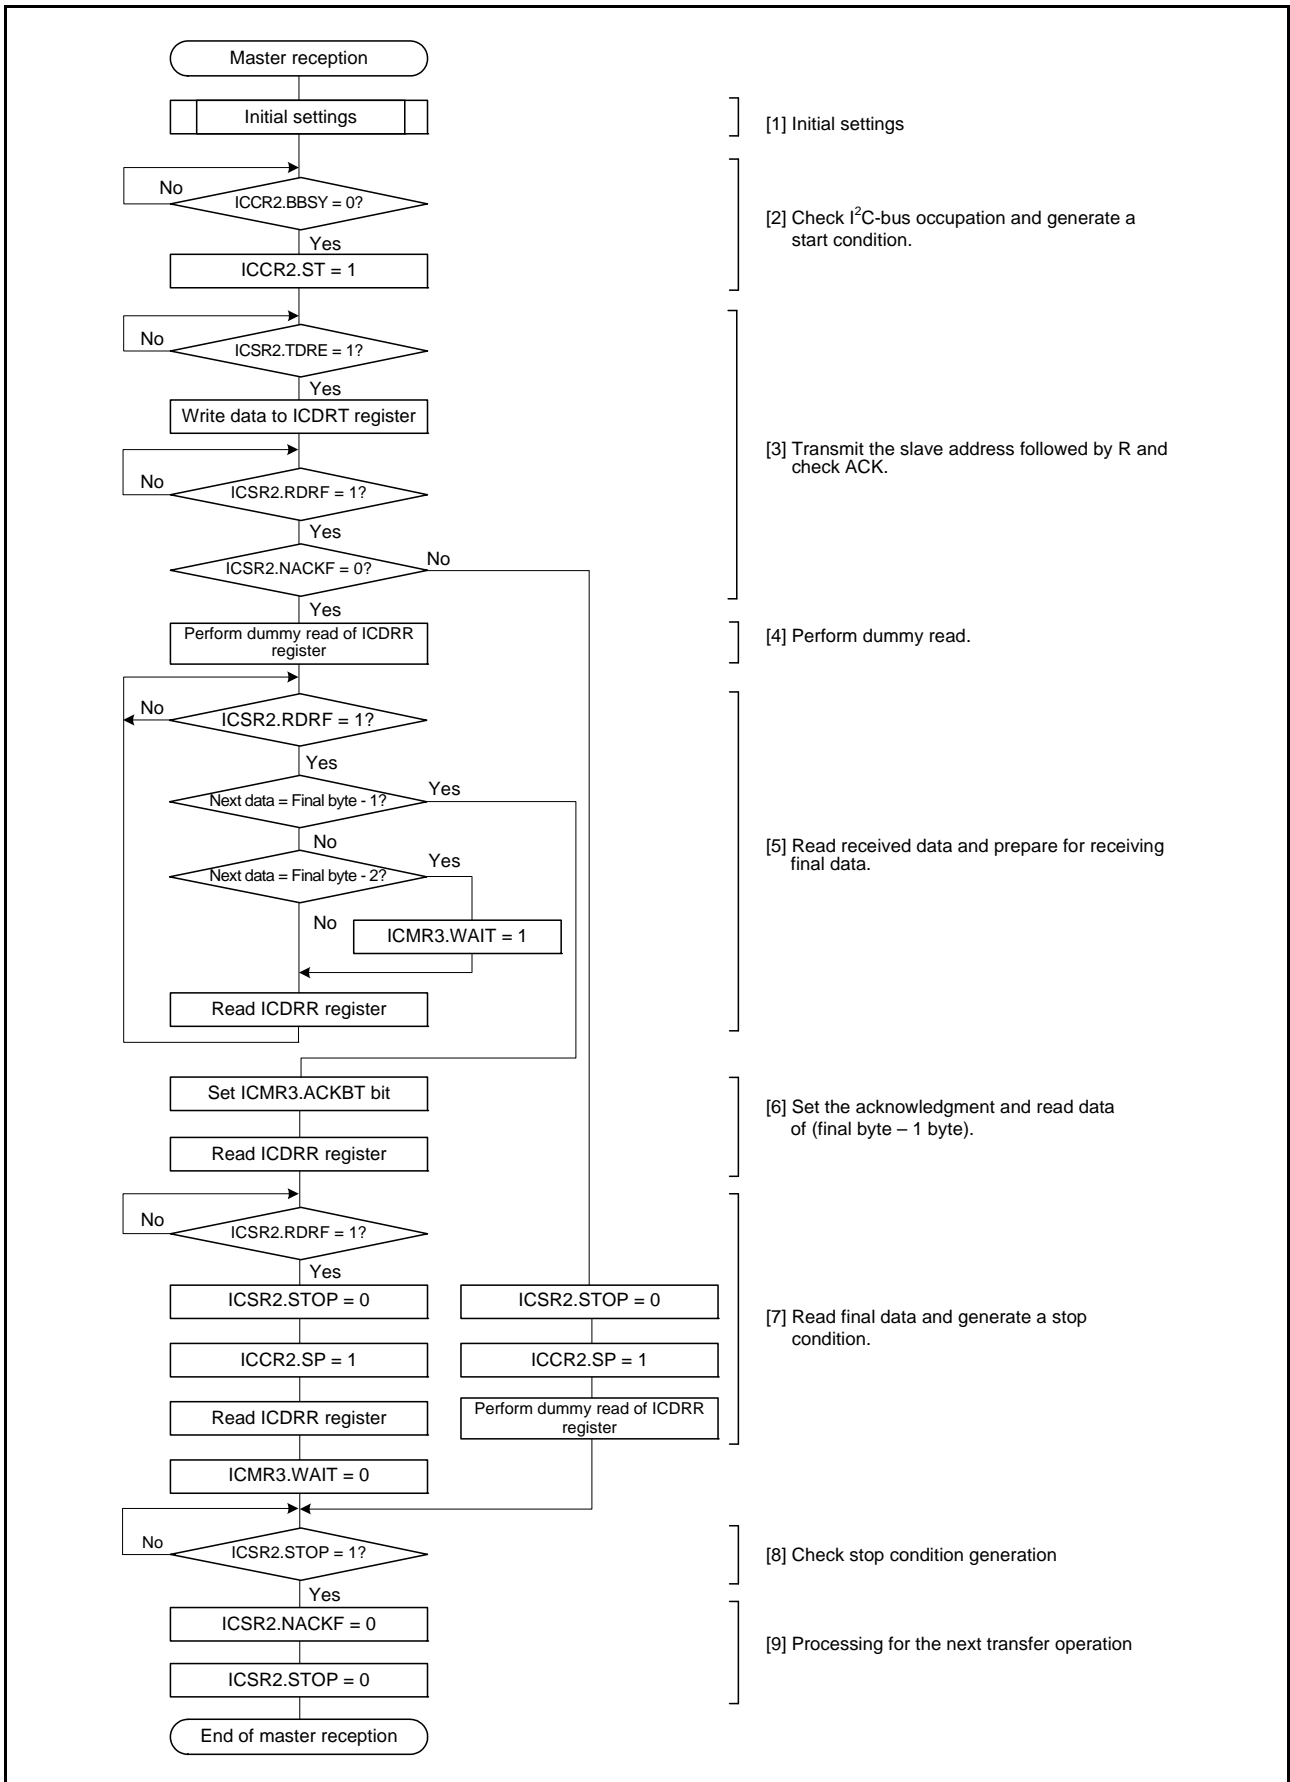 Master reception
Initial settings
[1] Initial settings
No
ICCR2.BBSY = 0?
[2] Check I²C-bus occupation and generate a
start condition.
Yes
ICCR2.ST = 1
No
ICSR2.TDRE = 1?
Yes
Write data to ICDRT register
[3] Transmit the slave address followed by R and
check ACK.
No
ICSR2.RDRF = 1?
Yes
ICSR2.NACKF = 0?
No
Yes
Perform dummy read of ICDRR
register
[4] Perform dummy read.
No
ICSR2.RDRF = 1?
Yes
Next data = Final byte - 1?
Yes
No
[5] Read received data and prepare for receiving
final data.
Next data = Final byte - 2?
Yes
No
ICMR3.WAIT = 1
Read ICDRR register
Set ICMR3.ACKBT bit
[6] Set the acknowledgment and read data
of (final byte – 1 byte).
Read ICDRR register
No
ICSR2.RDRF = 1?
Yes
ICSR2.STOP = 0
ICSR2.STOP = 0
[7] Read final data and generate a stop
condition.
ICCR2.SP = 1
ICCR2.SP = 1
Read ICDRR register
Perform dummy read of ICDRR
register
ICMR3.WAIT = 0
No
ICSR2.STOP = 1?
[8] Check stop condition generation
Yes
ICSR2.NACKF = 0
[9] Processing for the next transfer operation
ICSR2.STOP = 0
End of master reception